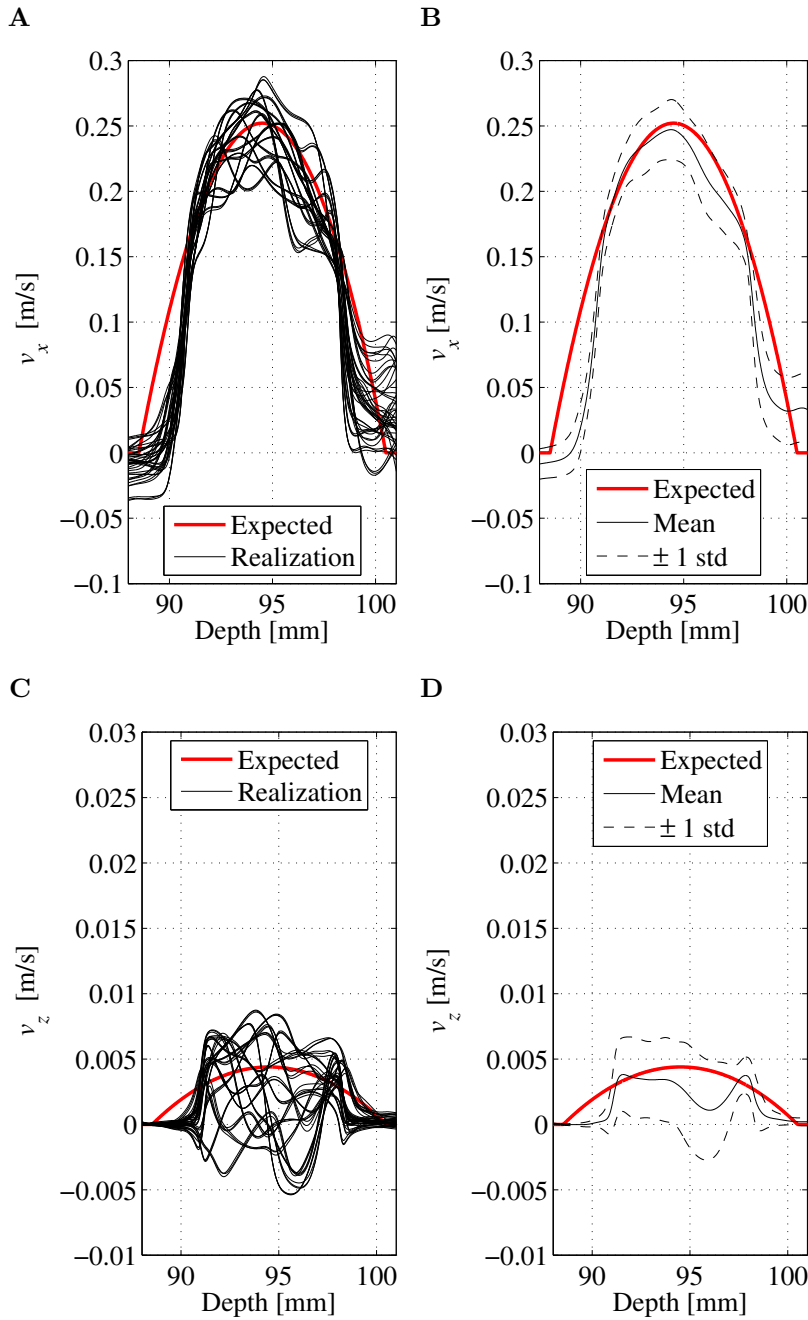 A
0.3
0.25
0.2
0.15
0.1
0.05
0
−0.05
−0.1
v_x [m/s]
90 95 100
Depth [mm]
Expected
Realization
B
0.3
0.25
0.2
0.15
0.1
0.05
0
−0.05
−0.1
v_x [m/s]
90 95 100
Depth [mm]
Expected
Mean
± 1 std
C
0.03
0.025
0.02
0.015
0.01
0.005
0
−0.005
−0.01
v_z [m/s]
90 95 100
Depth [mm]
Expected
Realization
D
0.03
0.025
0.02
0.015
0.01
0.005
0
−0.005
−0.01
v_z [m/s]
90 95 100
Depth [mm]
Expected
Mean
± 1 std